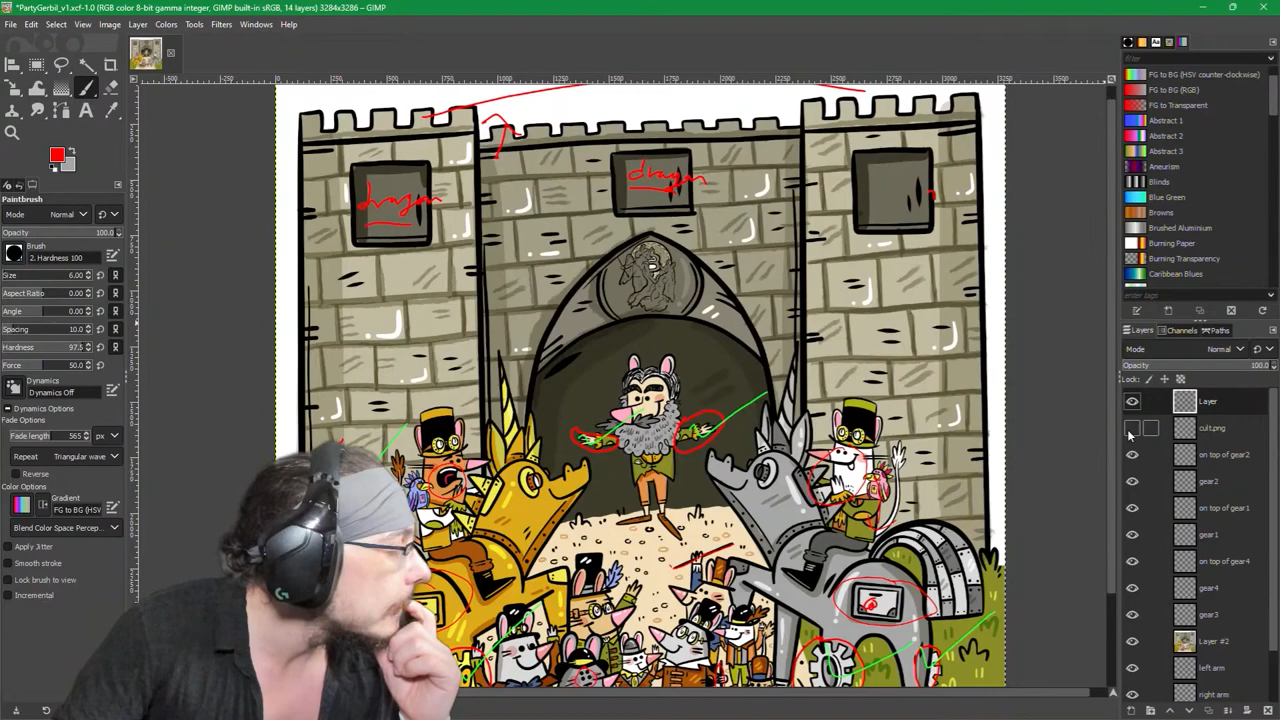 *PartyGerbil_v1.xcf-1.0 (RGB color 8-bit gamma integer, GIMP built-in sRGB, 14 layers) 3284x3286 – GIMP
File Edit Select View Image Layer Colors Tools Filters Windows Help
Paintbrush
Mode Normal
Opacity 100.0
Brush
2. Hardness 100
Size 6.00
Aspect Ratio 0.00
Angle 0.00
Spacing 10.0
Hardness 97.5
Force 50.0
Dynamics
Dynamics Off
Dynamics Options
Fade Options
Fade length 565 px
Repeat Triangular wave
Reverse
Color Options
Gradient
FG to BG (HSV
Blend Color Space Percep...
Apply Jitter
Smooth stroke
Lock brush to view
Incremental
dragon
dragon
FG to BG (HSV counter-clockwise)
FG to BG (RGB)
FG to Transparent
Abstract 1
Abstract 2
Abstract 3
Aneurism
Blinds
Blue Green
Browns
Brushed Aluminium
Burning Paper
Burning Transparency
Caribbean Blues
enter tags
Layers Channels Paths
Mode Normal
Opacity 100.0
Lock:
Layer
cult.png
on top of gear2
gear2
on top of gear1
gear1
on top of gear4
gear4
gear3
Layer #2
left arm
right arm